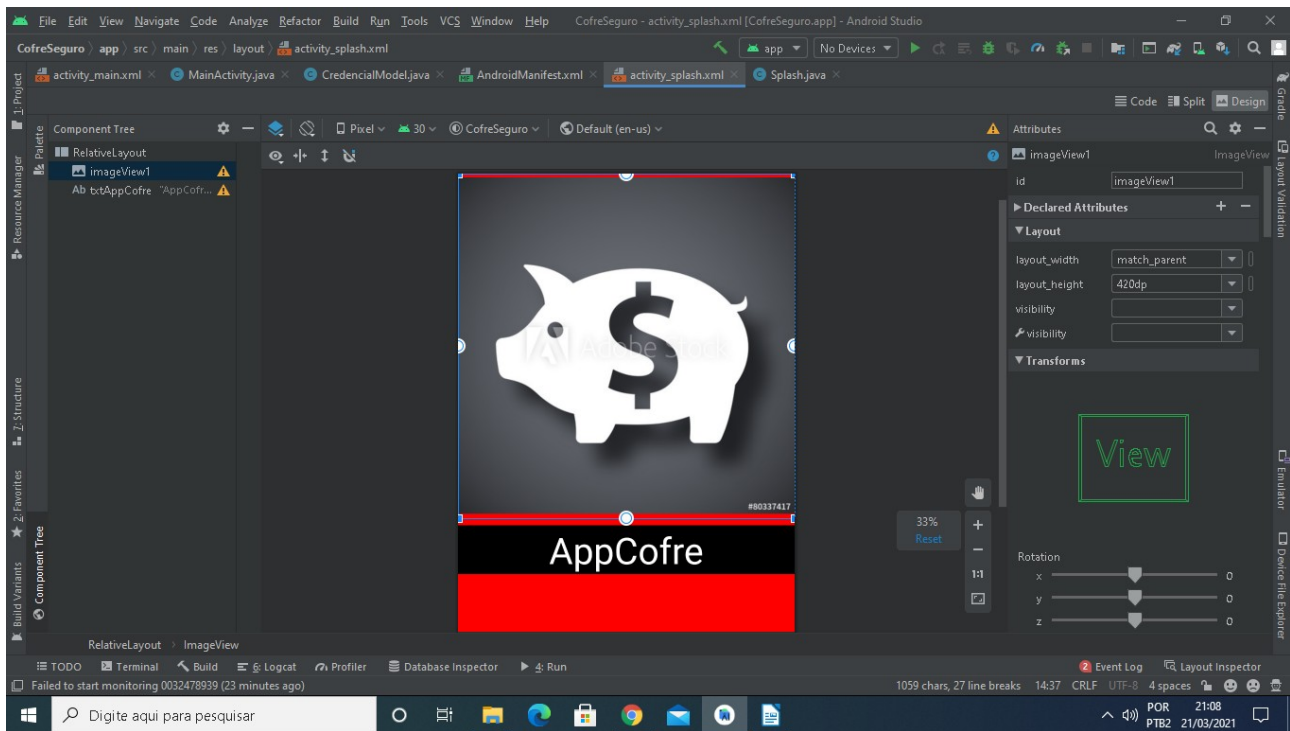 File Edit View Navigate Code Analyze Refactor Build Run Tools VCS Window Help CofreSeguro - activity_splash.xml [CofreSeguro.app] - Android Studio
CofreSeguro app src main res layout activity_splash.xml app No Devices
activity_main.xml MainActivity.java CredencialModel.java AndroidManifest.xml activity_splash.xml Splash.java
Code Split Design
Component Tree Pixel 30 CofreSeguro Default (en-us) Attributes
RelativeLayout
imageView1
Ab txtAppCofre "AppCofr...
imageView1 ImageView
id imageView1
Declared Attributes
Layout
layout_width match_parent
layout_height 420dp
visibility
visibility
Transforms
View
Rotation
x 0
y 0
z 0
$
Adobe Stock
#80337417
AppCofre
33%
Reset
1:1
1: Project
Palette
Resource Manager
7: Structure
2: Favorites
Component Tree
Build Variants
Gradle
Layout Validation
Emulator
Device File Explorer
RelativeLayout ImageView
TODO Terminal Build 6: Logcat Profiler Database Inspector 4: Run 2 Event Log Layout Inspector
Failed to start monitoring 0032478939 (23 minutes ago) 1059 chars, 27 line breaks 14:37 CRLF UTF-8 4 spaces
Digite aqui para pesquisar
POR
PTB2
21:08
21/03/2021